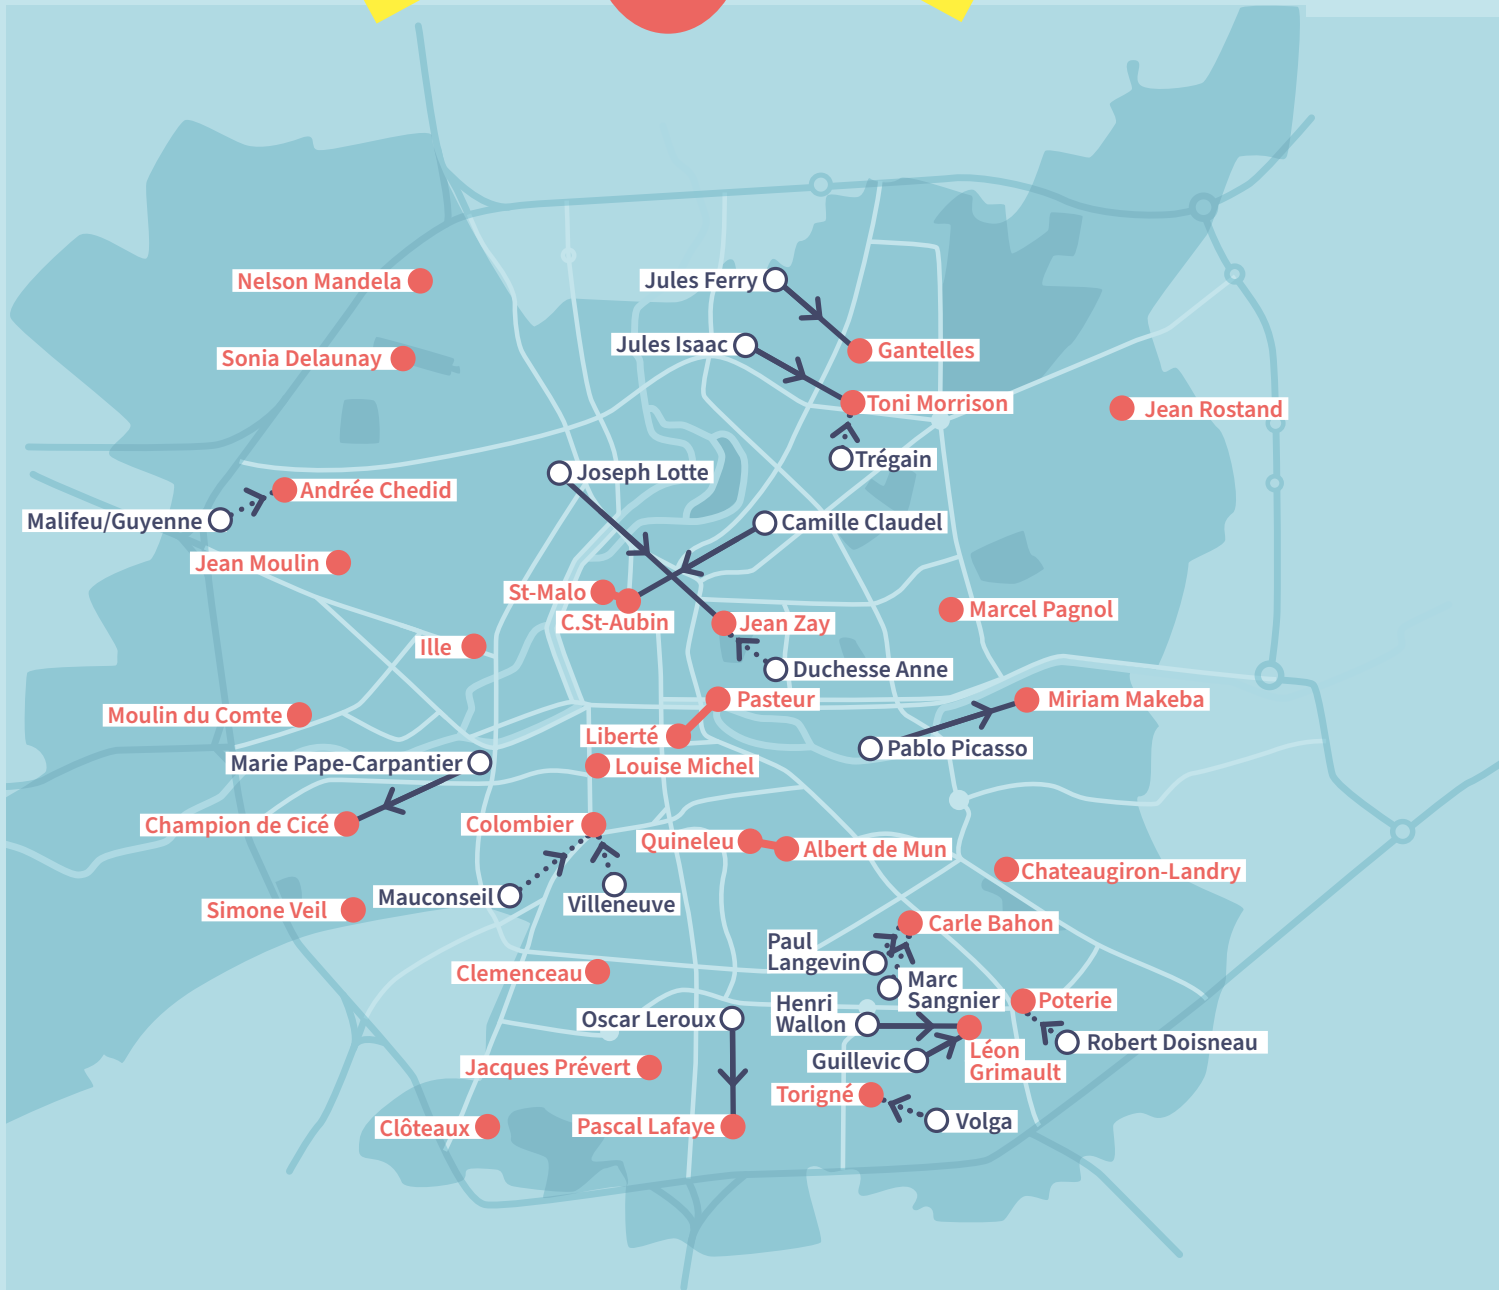 Nelson Mandela
Jules Ferry
Jules Isaac
Gantelles
Sonia Delaunay
Toni Morrison
Jean Rostand
Trégain
Joseph Lotte
Andrée Chedid
Malifeu/Guyenne
Camille Claudel
Jean Moulin
St-Malo
C.St-Aubin
Jean Zay
Marcel Pagnol
Ille
Duchesse Anne
Pasteur
Miriam Makeba
Moulin du Comte
Liberté
Pablo Picasso
Marie Pape-Carpantier
Louise Michel
Champion de Cicé
Colombier
Quineleu
Albert de Mun
Chateaugiron-Landry
Mauconseil
Villeneuve
Simone Veil
Carle Bahon
Paul
Langevin
Clemenceau
Marc
Sangnier
Henri
Wallon
Poterie
Oscar Leroux
Robert Doisneau
Guillevic
Léon
Grimault
Jacques Prévert
Torigné
Volga
Clôteaux
Pascal Lafaye